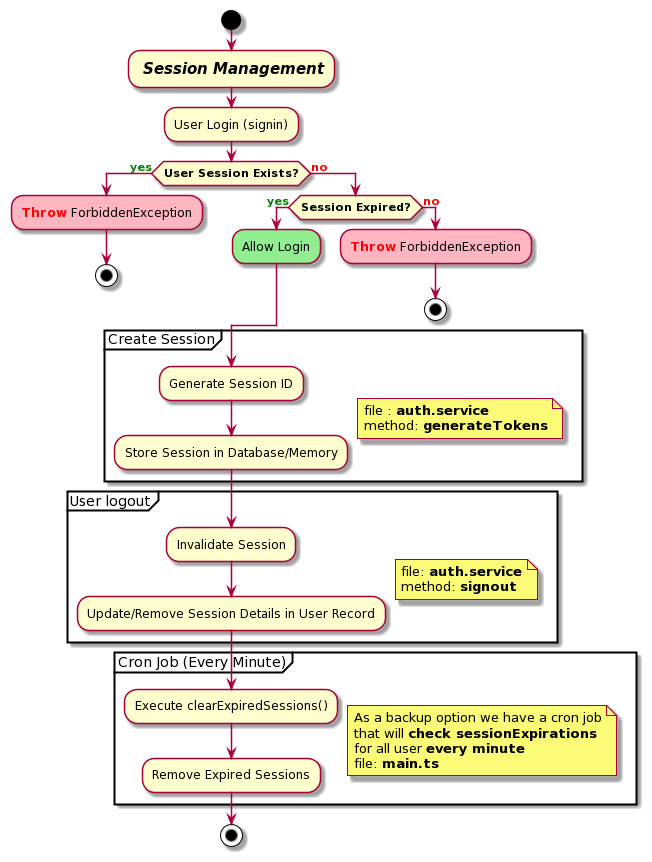 Session Management
User Login (signin)
yes
User Session Exists?
no
Throw ForbiddenException
yes
Session Expired?
no
Allow Login
Throw ForbiddenException
Create Session
Generate Session ID
file : auth.service
method: generateTokens
Store Session in Database/Memory
User logout
Invalidate Session
file: auth.service
method: signout
Update/Remove Session Details in User Record
Cron Job (Every Minute)
Execute clearExpiredSessions()
As a backup option we have a cron job
that will check sessionExpirations
for all user every minute
file: main.ts
Remove Expired Sessions